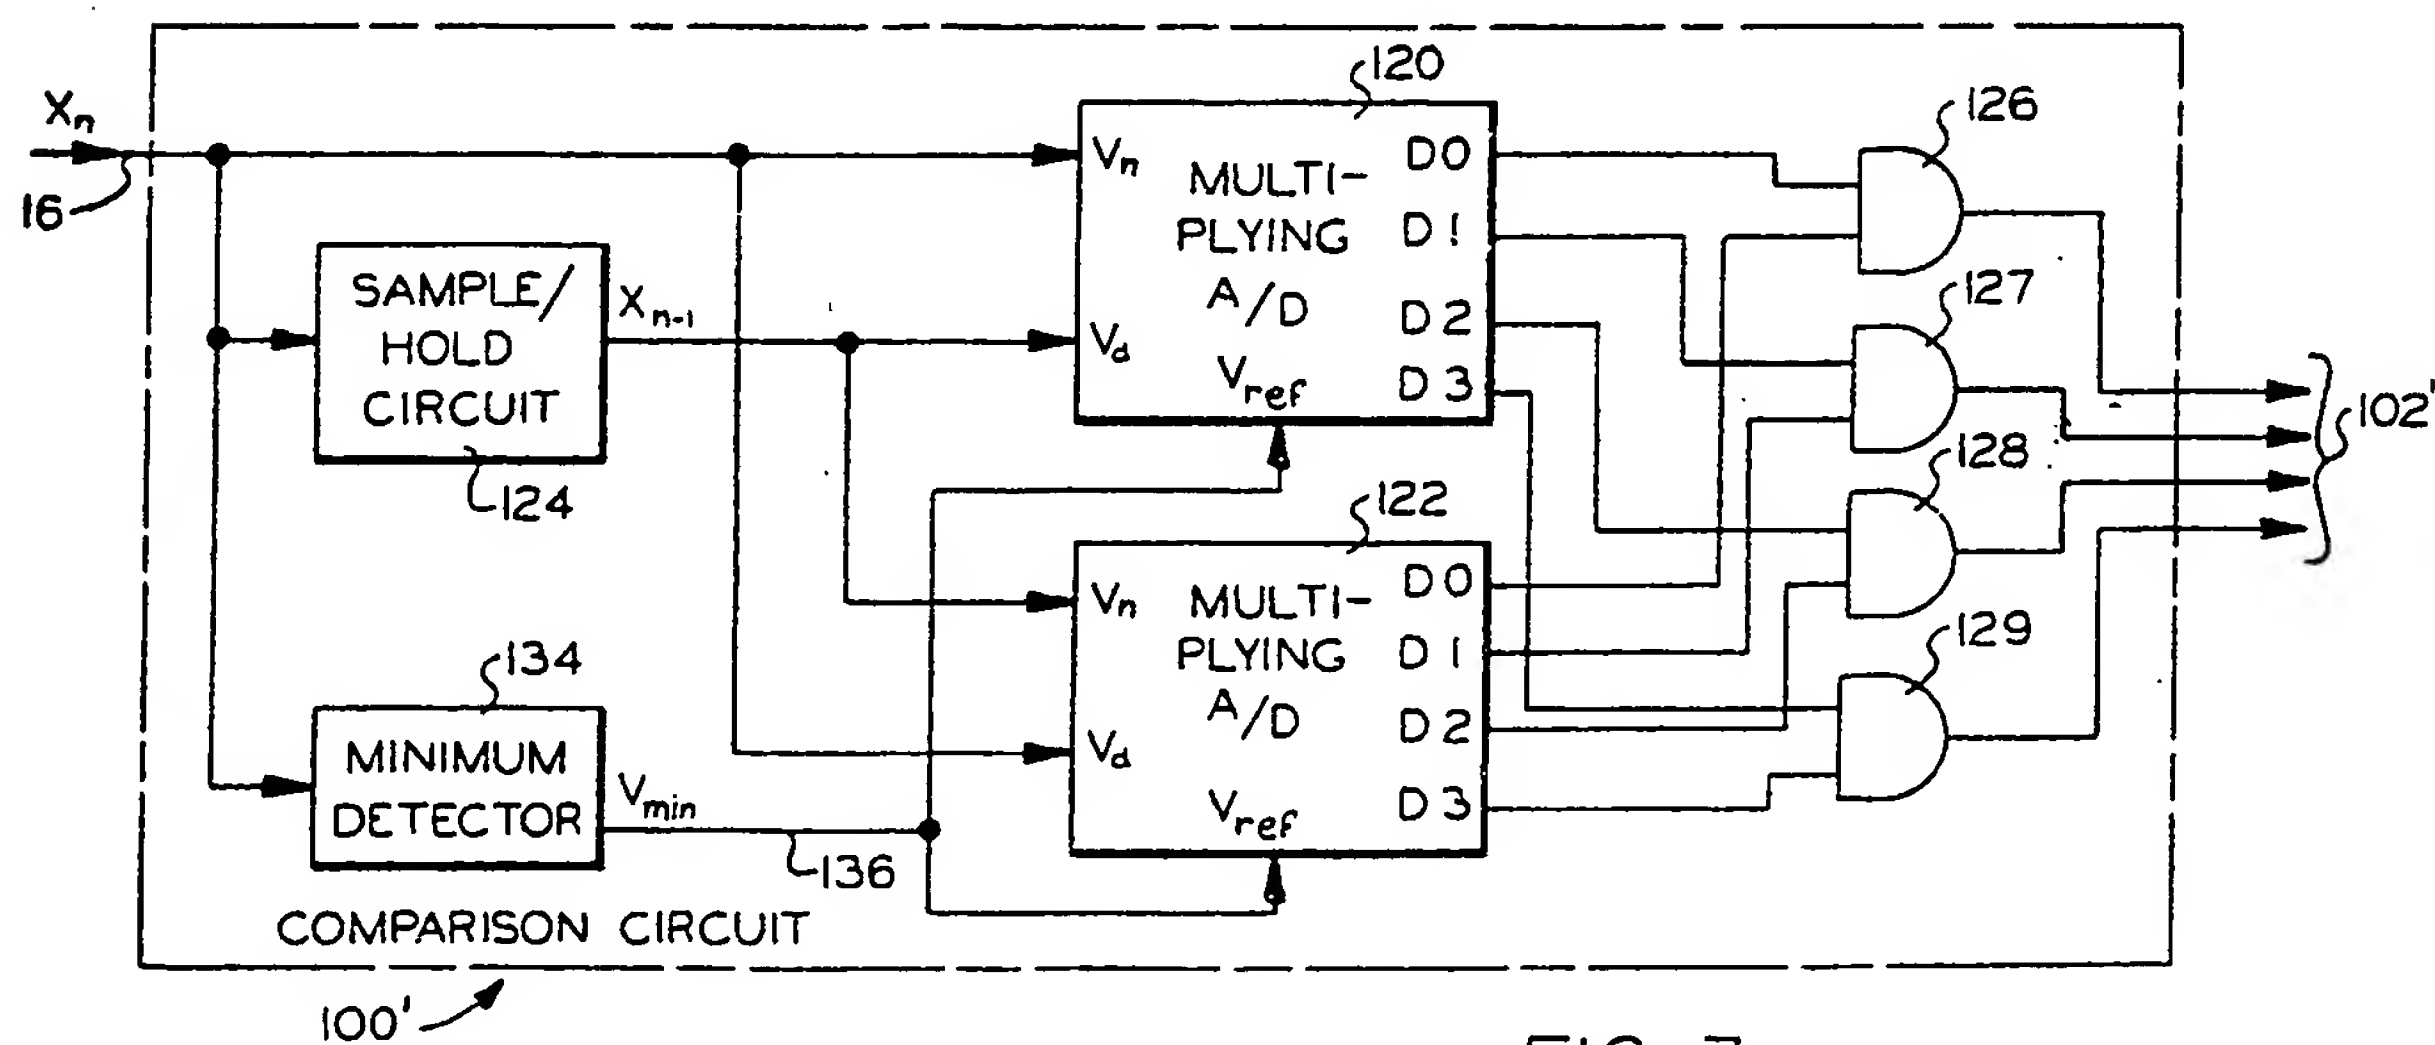 120
126
Xn
16
Vn
MULTI-
PLYING
A/D
D0
D1
D2
D3
Vd
Vref
SAMPLE/
HOLD
CIRCUIT
Xn-1
124
127
102'
128
122
Vn
MULTI-
PLYING
A/D
D0
D1
D2
D3
Vd
Vref
129
134
MINIMUM
DETECTOR
Vmin
136
COMPARISON CIRCUIT
100'